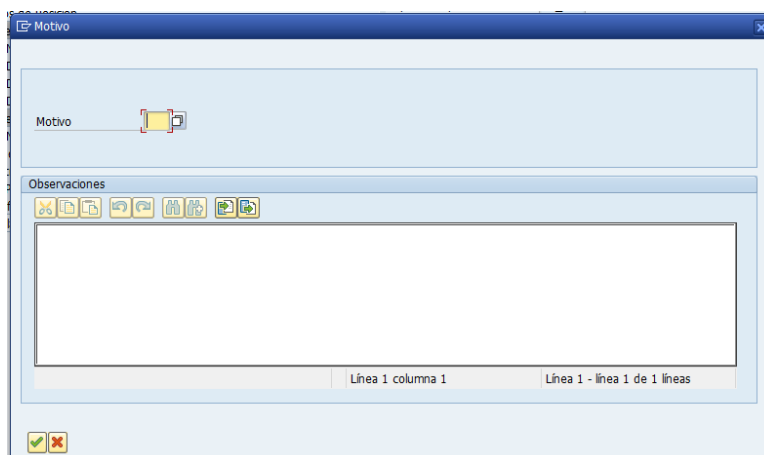 Motivo
Motivo
Observaciones
Línea 1 columna 1
Línea 1 - línea 1 de 1 líneas